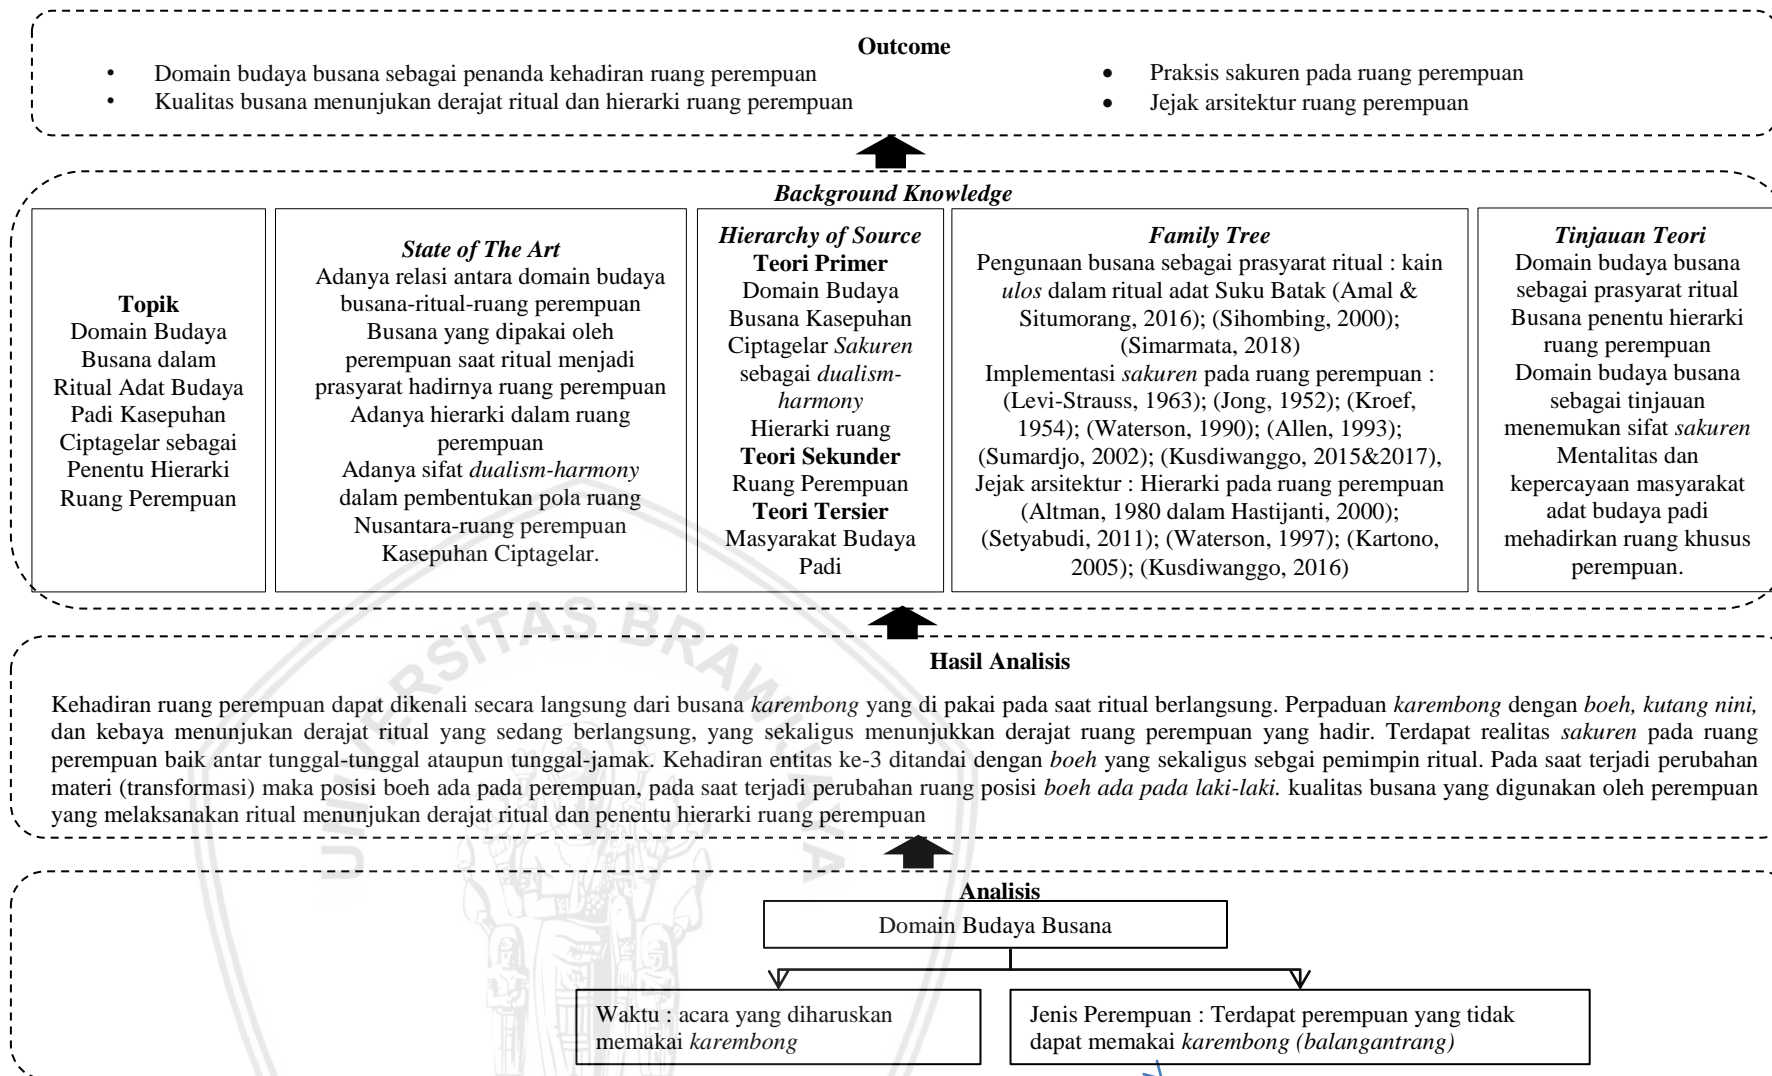 Outcome
• Domain budaya busana sebagai penanda kehadiran ruang perempuan
• Kualitas busana menunjukan derajat ritual dan hierarki ruang perempuan
• Praksis sakuren pada ruang perempuan
• Jejak arsitektur ruang perempuan
Background Knowledge
Topik
Domain Budaya
Busana dalam
Ritual Adat Budaya
Padi Kasepuhan
Ciptagelar sebagai
Penentu Hierarki
Ruang Perempuan
State of The Art
Adanya relasi antara domain budaya
busana-ritual-ruang perempuan
Busana yang dipakai oleh
perempuan saat ritual menjadi
prasyarat hadirnya ruang perempuan
Adanya hierarki dalam ruang
perempuan
Adanya sifat dualism-harmony
dalam pembentukan pola ruang
Nusantara-ruang perempuan
Kasepuhan Ciptagelar.
Hierarchy of Source
Teori Primer
Domain Budaya
Busana Kasepuhan
Ciptagelar Sakuren
sebagai dualism-
harmony
Hierarki ruang
Teori Sekunder
Ruang Perempuan
Teori Tersier
Masyarakat Budaya
Padi
Family Tree
Pengunaan busana sebagai prasyarat ritual : kain
ulos dalam ritual adat Suku Batak (Amal &
Situmorang, 2016); (Sihombing, 2000);
(Simarmata, 2018)
Implementasi sakuren pada ruang perempuan :
(Levi-Strauss, 1963); (Jong, 1952); (Kroef,
1954); (Waterson, 1990); (Allen, 1993);
(Sumardjo, 2002); (Kusdiwanggo, 2015&2017),
Jejak arsitektur : Hierarki pada ruang perempuan
(Altman, 1980 dalam Hastijanti, 2000);
(Setyabudi, 2011); (Waterson, 1997); (Kartono,
2005); (Kusdiwanggo, 2016)
Tinjauan Teori
Domain budaya busana
sebagai prasyarat ritual
Busana penentu hierarki
ruang perempuan
Domain budaya busana
sebagai tinjauan
menemukan sifat sakuren
Mentalitas dan
kepercayaan masyarakat
adat budaya padi
mehadirkan ruang khusus
perempuan.
Hasil Analisis
Kehadiran ruang perempuan dapat dikenali secara langsung dari busana karembong yang di pakai pada saat ritual berlangsung. Perpaduan karembong dengan boeh, kutang nini,
dan kebaya menunjukan derajat ritual yang sedang berlangsung, yang sekaligus menunjukkan derajat ruang perempuan yang hadir. Terdapat realitas sakuren pada ruang
perempuan baik antar tunggal-tunggal ataupun tunggal-jamak. Kehadiran entitas ke-3 ditandai dengan boeh yang sekaligus sebgai pemimpin ritual. Pada saat terjadi perubahan
materi (transformasi) maka posisi boeh ada pada perempuan, pada saat terjadi perubahan ruang posisi boeh ada pada laki-laki. kualitas busana yang digunakan oleh perempuan
yang melaksanakan ritual menunjukan derajat ritual dan penentu hierarki ruang perempuan
UNIVERSITAS BRAWIJAYA
Analisis
Domain Budaya Busana
Waktu : acara yang diharuskan
memakai karembong
Jenis Perempuan : Terdapat perempuan yang tidak
dapat memakai karembong (balangantrang)